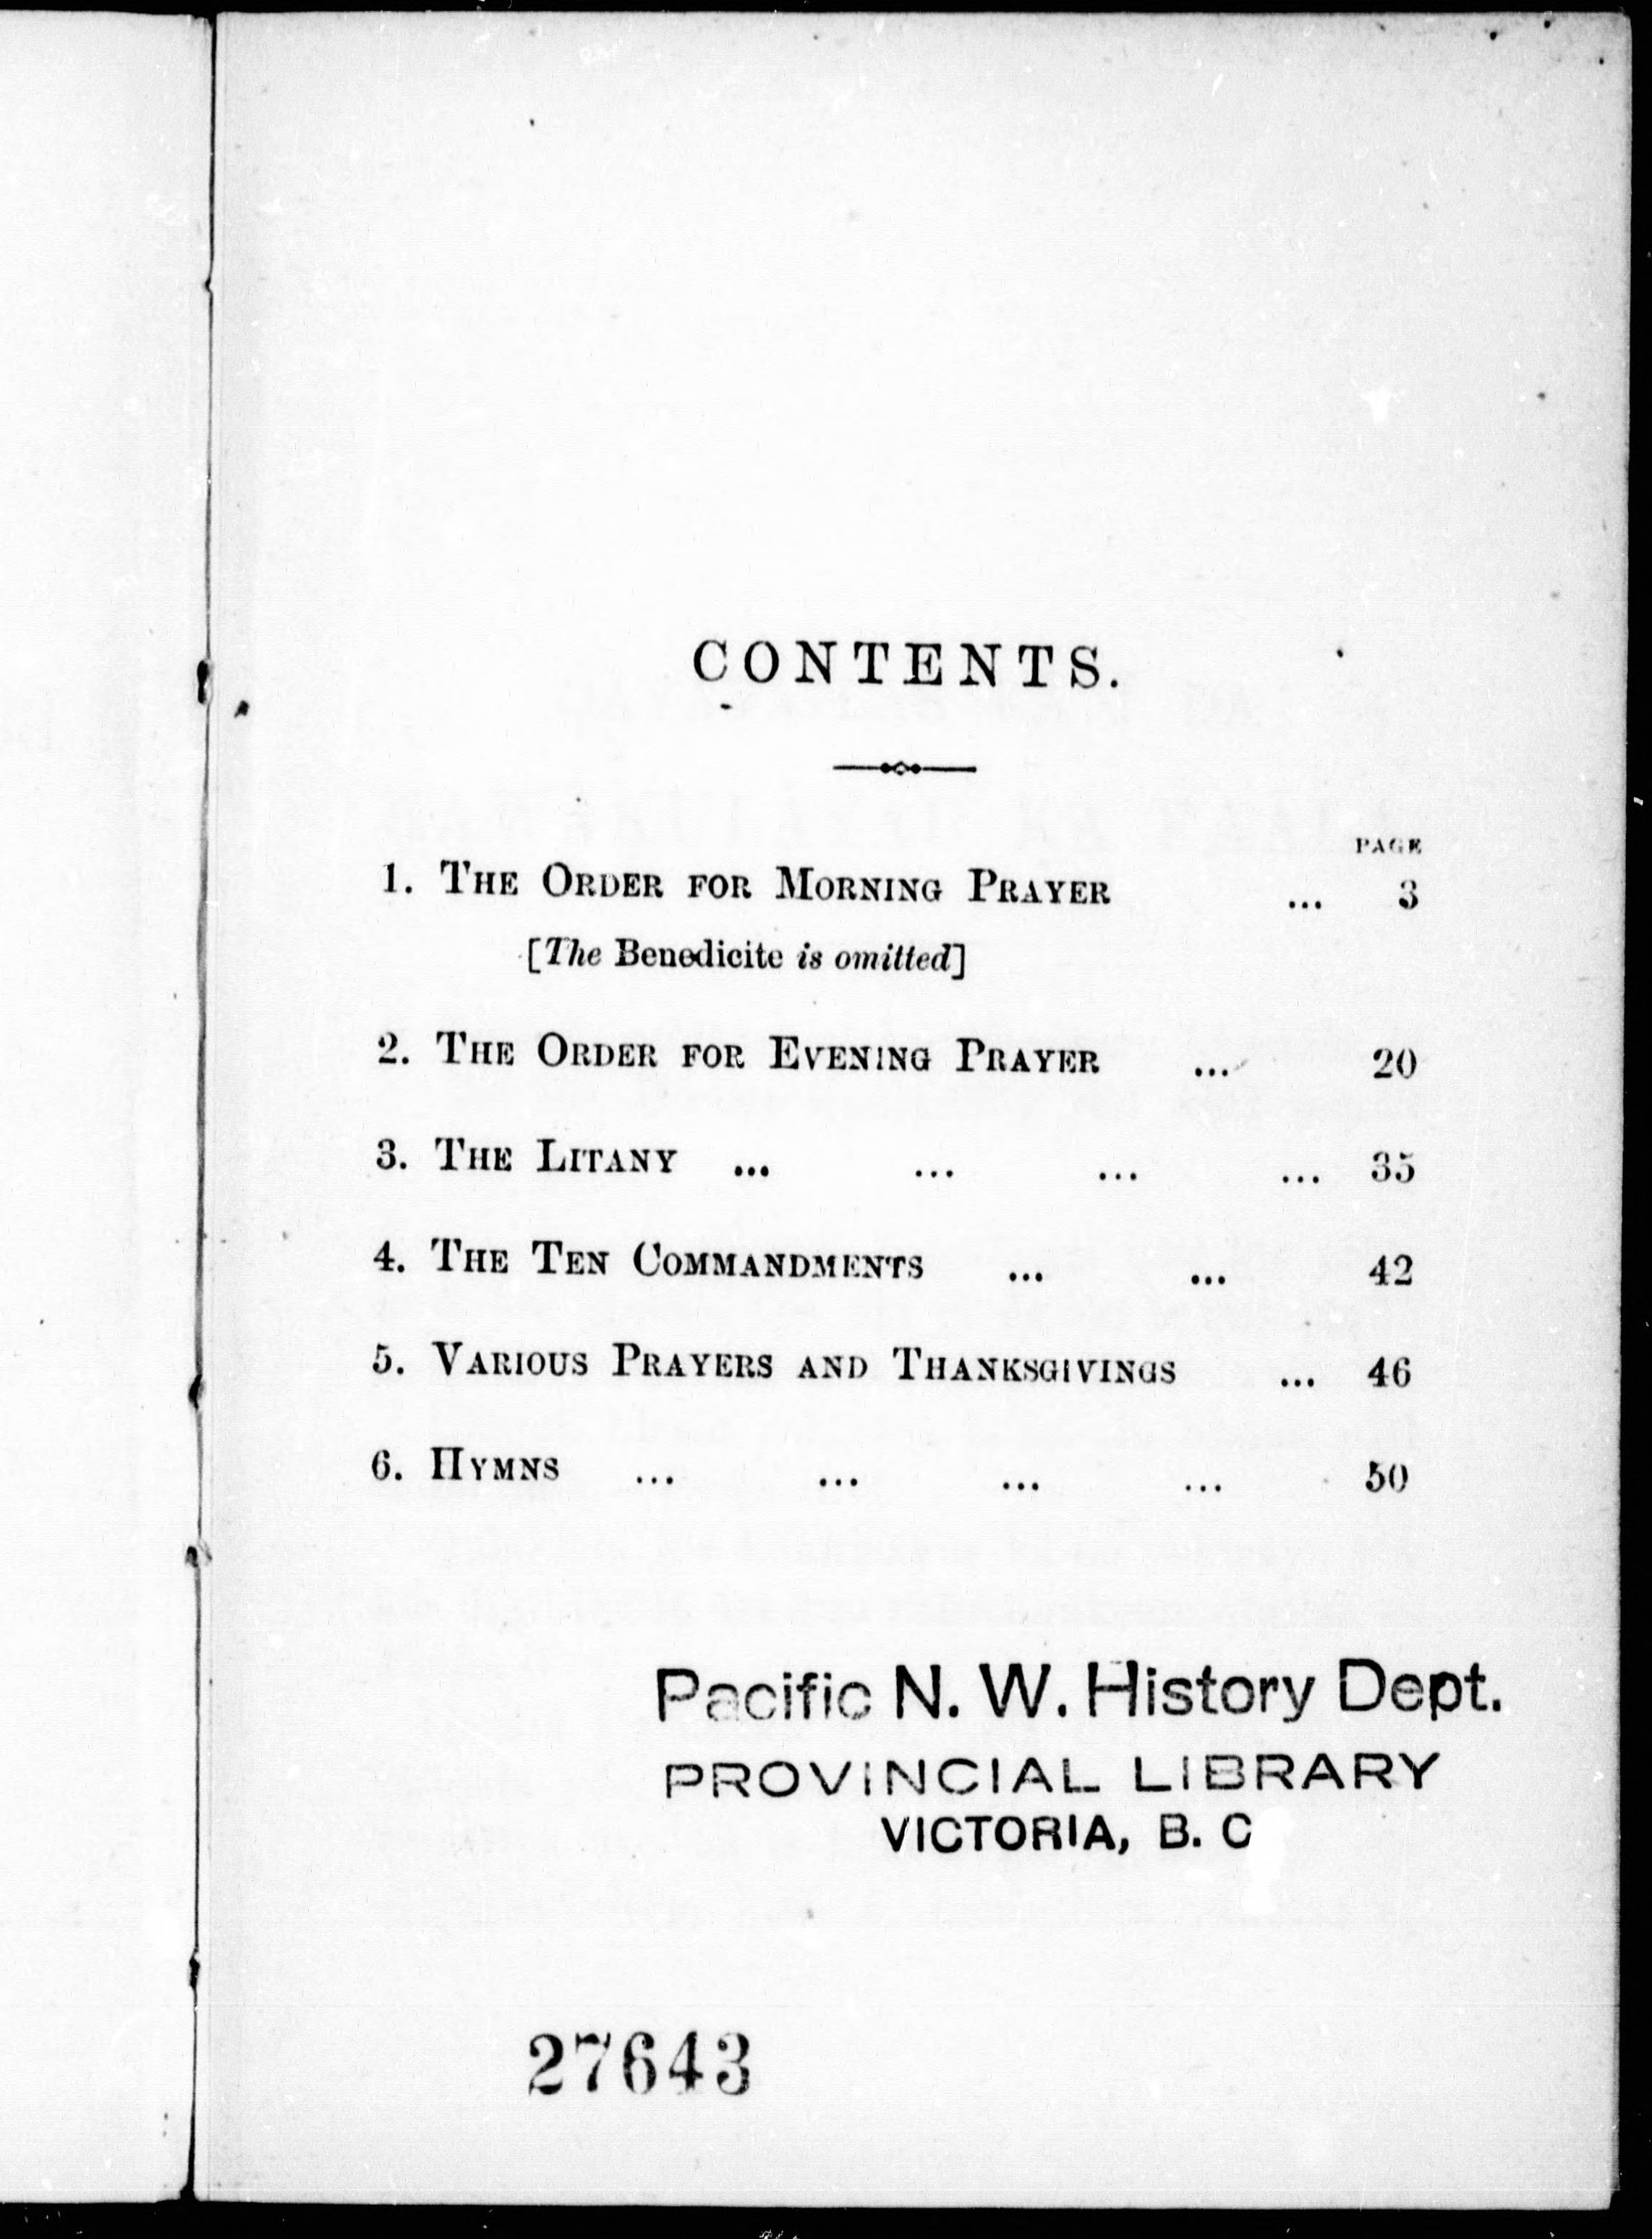 CONTENTS.
PAGE
1. THE ORDER FOR MORNING PRAYER ... 3
[The Benedicite is omitted]
2. THE ORDER FOR EVENING PRAYER ... 20
3. THE LITANY ... ... ... ... 35
4. THE TEN COMMANDMENTS ... ... 42
5. VARIOUS PRAYERS AND THANKSGIVINGS ... 46
6. HYMNS ... ... ... ... 50
Pacific N. W. History Dept.
PROVINCIAL LIBRARY
VICTORIA, B. C
27643